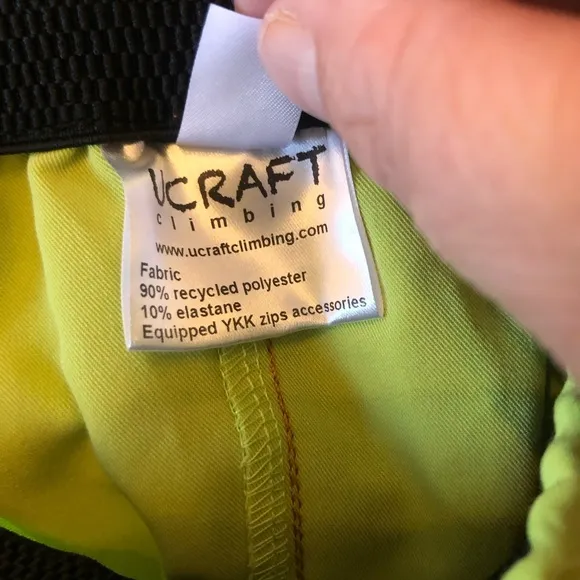 UCRAFT
climbing
www.ucraftclimbing.com
Fabric
90% recycled polyester
10% elastane
Equipped YKK zips accessories